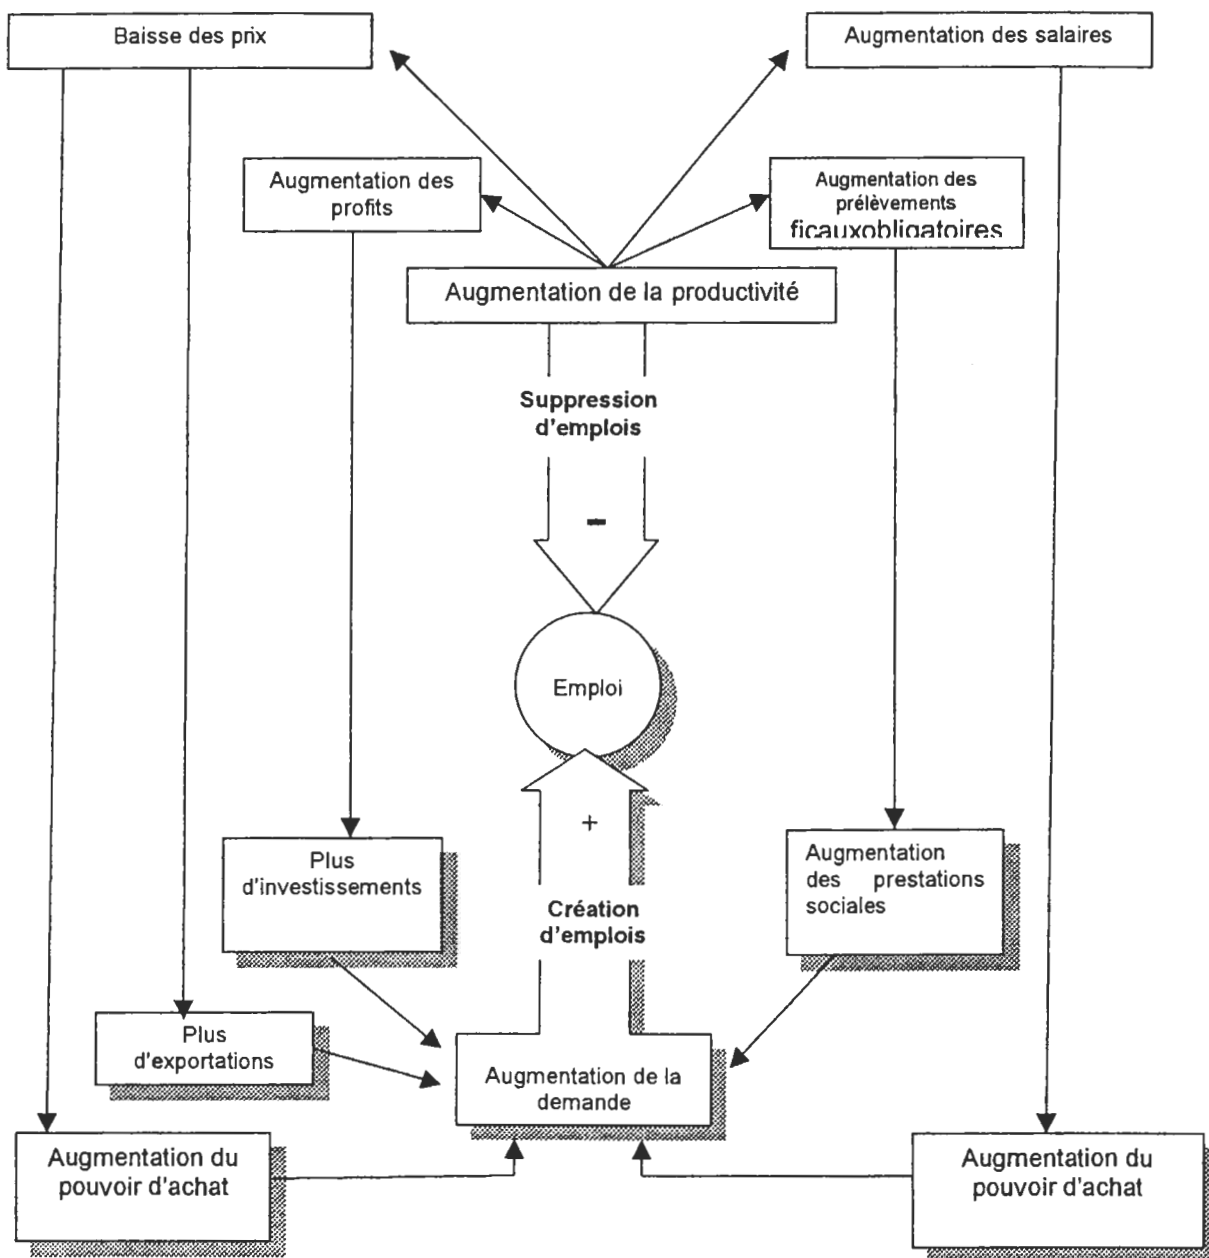 Baisse des prix
Augmentation des salaires
Augmentation des
profits
Augmentation des
prélèvements
ficauxobligatoires
Augmentation de la productivité
Suppression
d'emplois
-
Emploi
+
Plus
d'investissements
Augmentation
des prestations
sociales
Création
d'emplois
Plus
d'exportations
Augmentation de la
demande
Augmentation du
pouvoir d'achat
Augmentation du
pouvoir d'achat